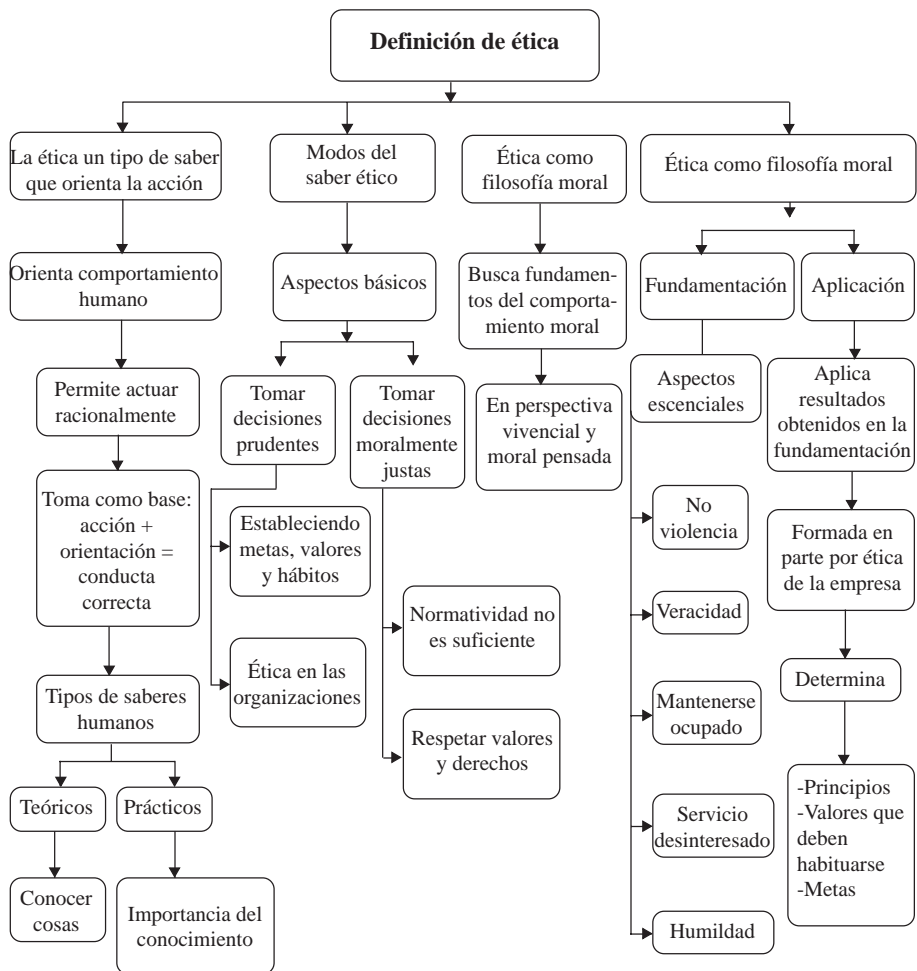 Definición de ética
La ética un tipo de saber
que orienta la acción
Orienta comportamiento
humano
Permite actuar
racionalmente
Toma como base:
acción +
orientación =
conducta
correcta
Tipos de saberes
humanos
Teóricos
Prácticos
Conocer
cosas
Importancia del
conocimiento
Modos del
saber ético
Aspectos básicos
Tomar
decisiones
prudentes
Estableciendo
metas, valores
y hábitos
Ética en las
organizaciones
Tomar
decisiones
moralmente
justas
Normatividad no
es suficiente
Respetar valores
y derechos
Ética como
filosofía moral
Busca fundamen-
tos del comporta-
miento moral
En perspectiva
vivencial y
moral pensada
Ética como filosofía moral
Fundamentación
Aspectos
escenciales
No
violencia
Veracidad
Mantenerse
ocupado
Servicio
desinteresado
Humildad
Aplicación
Aplica
resultados
obtenidos en la
fundamentación
Formada en
parte por ética
de la empresa
Determina
-Principios
-Valores que
deben
habituarse
-Metas